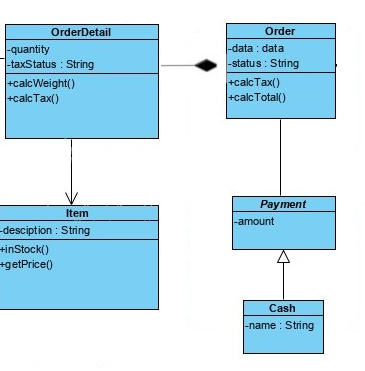 OrderDetail
-quantity
-taxStatus : String
+calcWeight()
+calcTax()
Order
-data : data
-status : String
+calcTax()
+calcTotal()
Item
-desciption : String
+inStock()
+getPrice()
Payment
-amount
Cash
-name : String